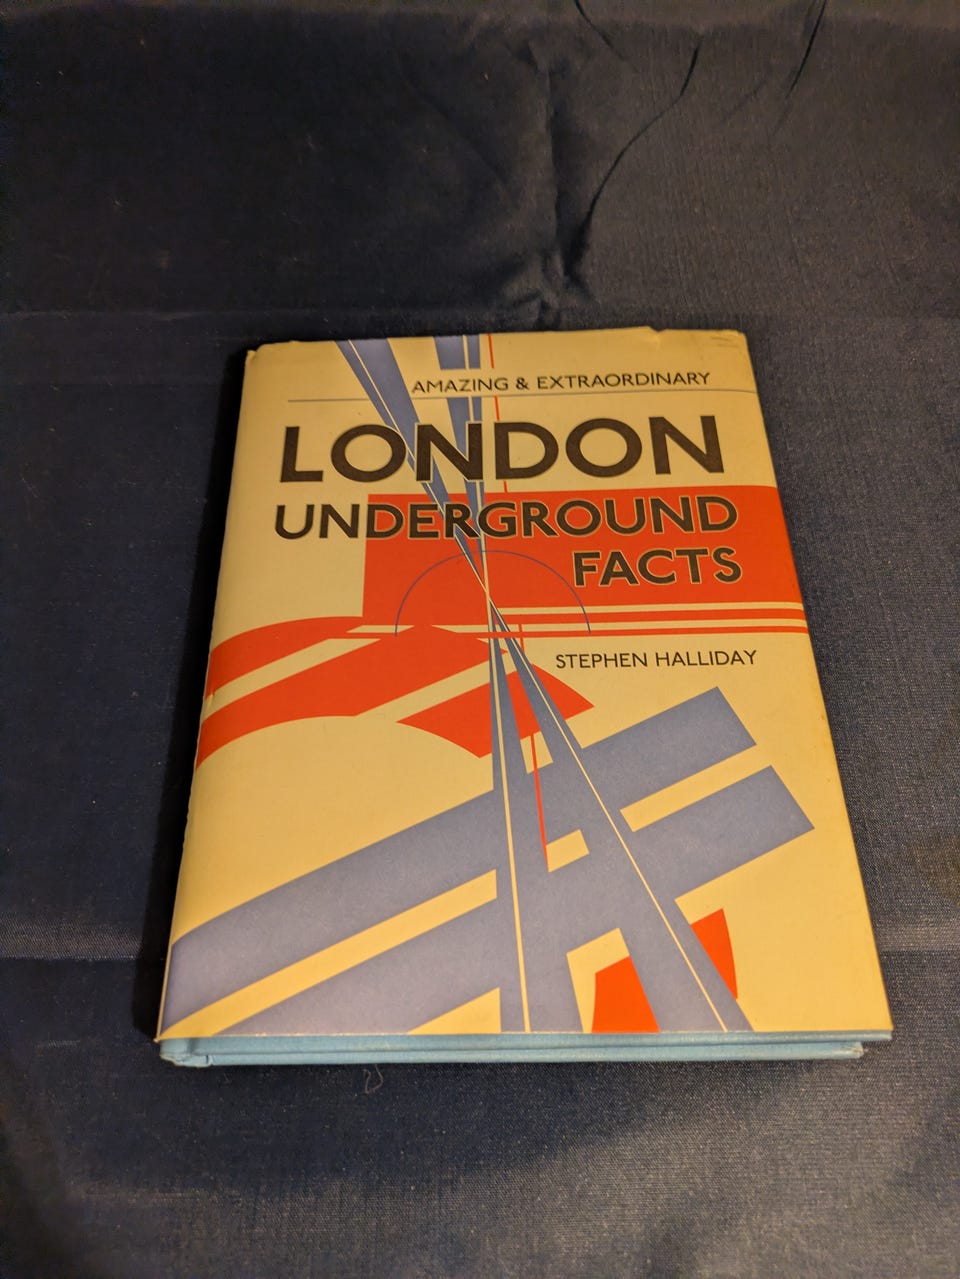 AMAZING & EXTRAORDINARY
LONDON
UNDERGROUND
FACTS
STEPHEN HALLIDAY